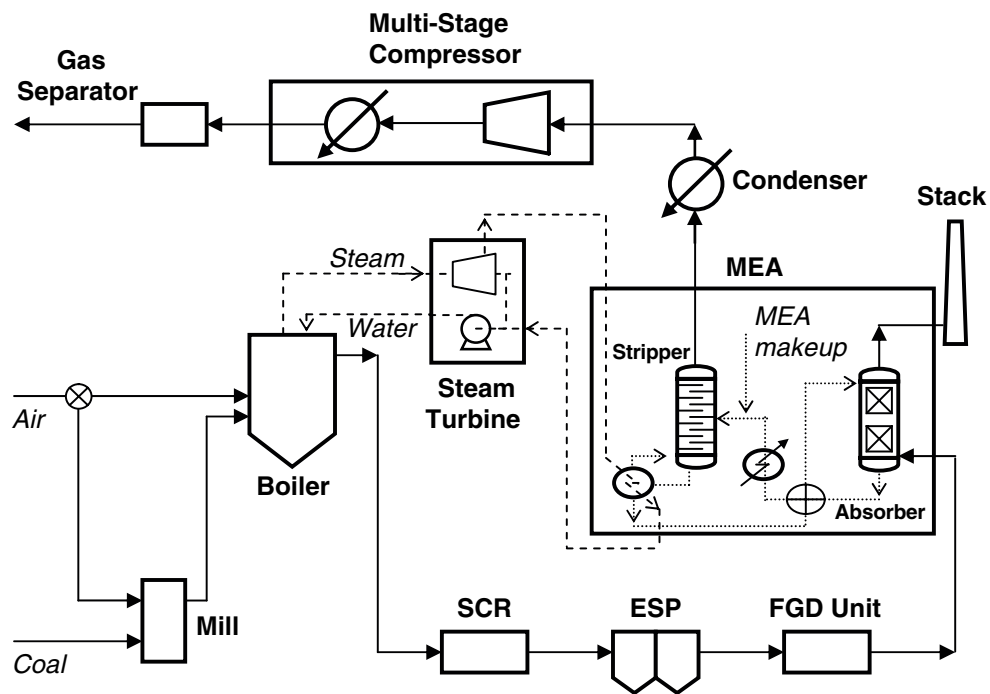 Multi-Stage
Compressor
Gas
Separator
Condenser
Stack
MEA
Steam
MEA
makeup
Water
Stripper
Steam
Turbine
Air
Boiler
Absorber
SCR
ESP
FGD Unit
Mill
Coal